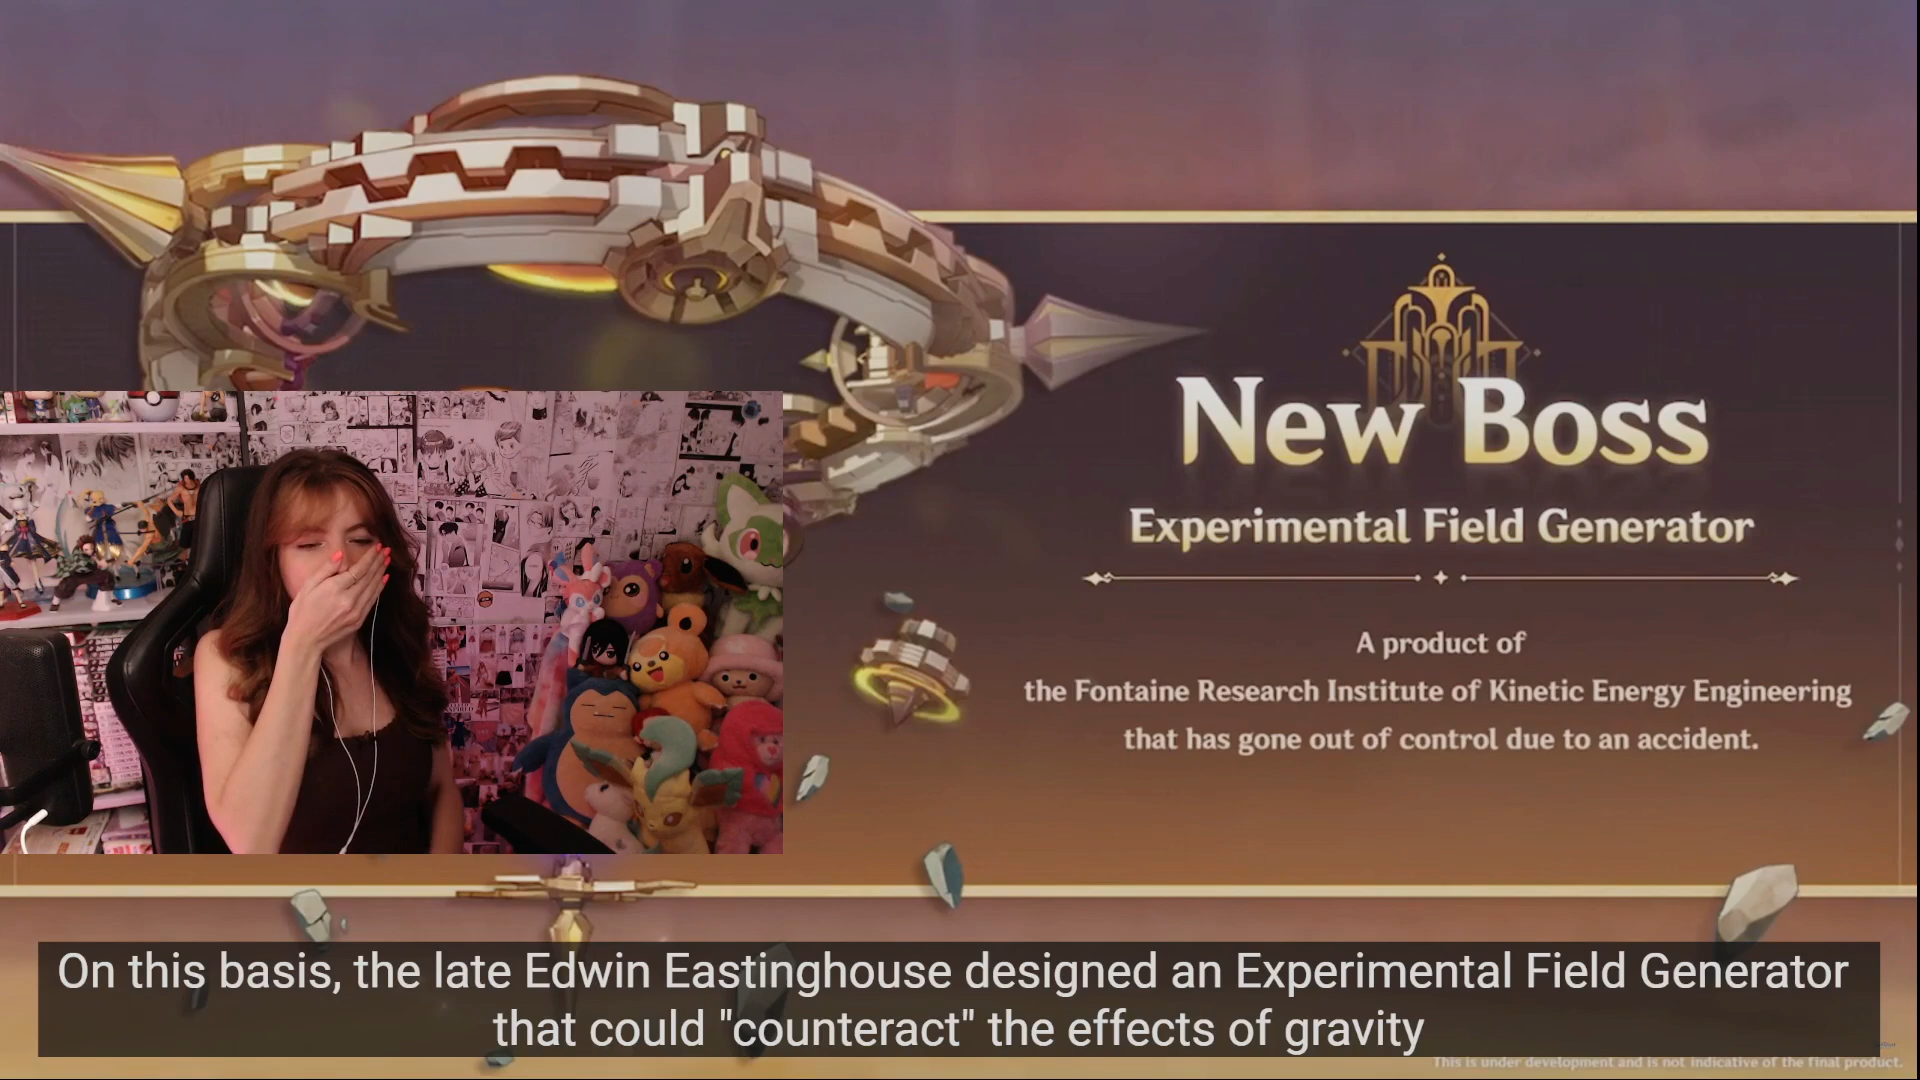 New Boss
Experimental Field Generator
A product of
the Fontaine Research Institute of Kinetic Energy Engineering
that has gone out of control due to an accident.
On this basis, the late Edwin Eastinghouse designed an Experimental Field Generator
that could "counteract" the effects of gravity
This is under development and is not indicative of the final product.